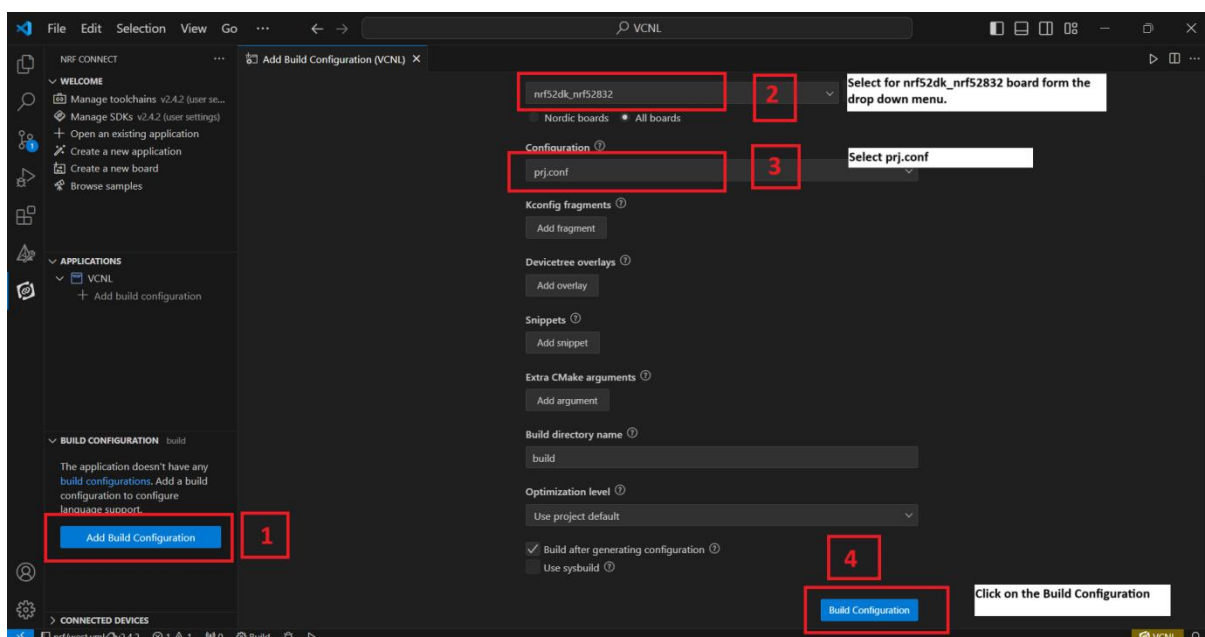 File Edit Selection View Go ··· ← → VCNL
NRF CONNECT ···
Add Build Configuration (VCNL) ×
WELCOME
Manage toolchains v2.4.2 (user se...
Manage SDKs v2.4.2 (user settings)
Open an existing application
Create a new application
Create a new board
Browse samples
APPLICATIONS
VCNL
Add build configuration
BUILD CONFIGURATION build
The application doesn't have any
build configurations. Add a build
configuration to configure
language support.
Add Build Configuration
1
CONNECTED DEVICES
nrf52dk_nrf52832
2
Select for nrf52dk_nrf52832 board form the
drop down menu.
Nordic boards All boards
Configuration
prj.conf
3
Select prj.conf
Kconfig fragments
Add fragment
Devicetree overlays
Add overlay
Snippets
Add snippet
Extra CMake arguments
Add argument
Build directory name
build
Optimization level
Use project default
Build after generating configuration
Use sysbuild
4
Build Configuration
Click on the Build Configuration
Build
VCNL